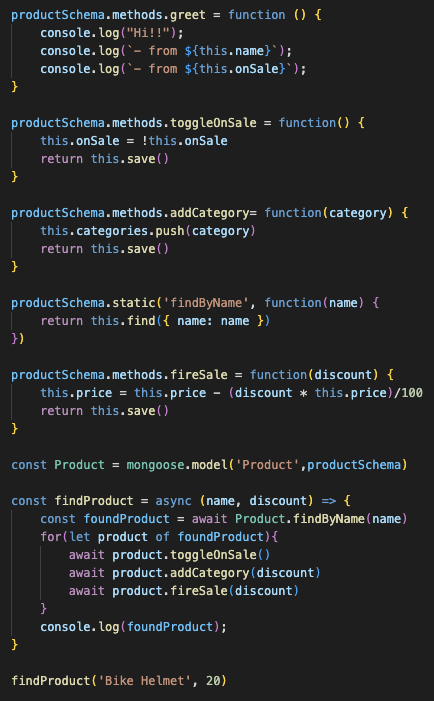 productSchema.methods.greet = function () {
    console.log("Hi!!");
    console.log(`- from ${this.name}`);
    console.log(`- from ${this.onSale}`);
}

productSchema.methods.toggleOnSale = function() {
    this.onSale = !this.onSale
    return this.save()
}

productSchema.methods.addCategory= function(category) {
    this.categories.push(category)
    return this.save()
}

productSchema.static('findByName', function(name) {
    return this.find({ name: name })
})

productSchema.methods.fireSale = function(discount) {
    this.price = this.price - (discount * this.price)/100
    return this.save()
}

const Product = mongoose.model('Product',productSchema)

const findProduct = async (name, discount) => {
    const foundProduct = await Product.findByName(name)
    for(let product of foundProduct){
        await product.toggleOnSale()
        await product.addCategory(discount)
        await product.fireSale(discount)
    }
    console.log(foundProduct);
}

findProduct('Bike Helmet', 20)